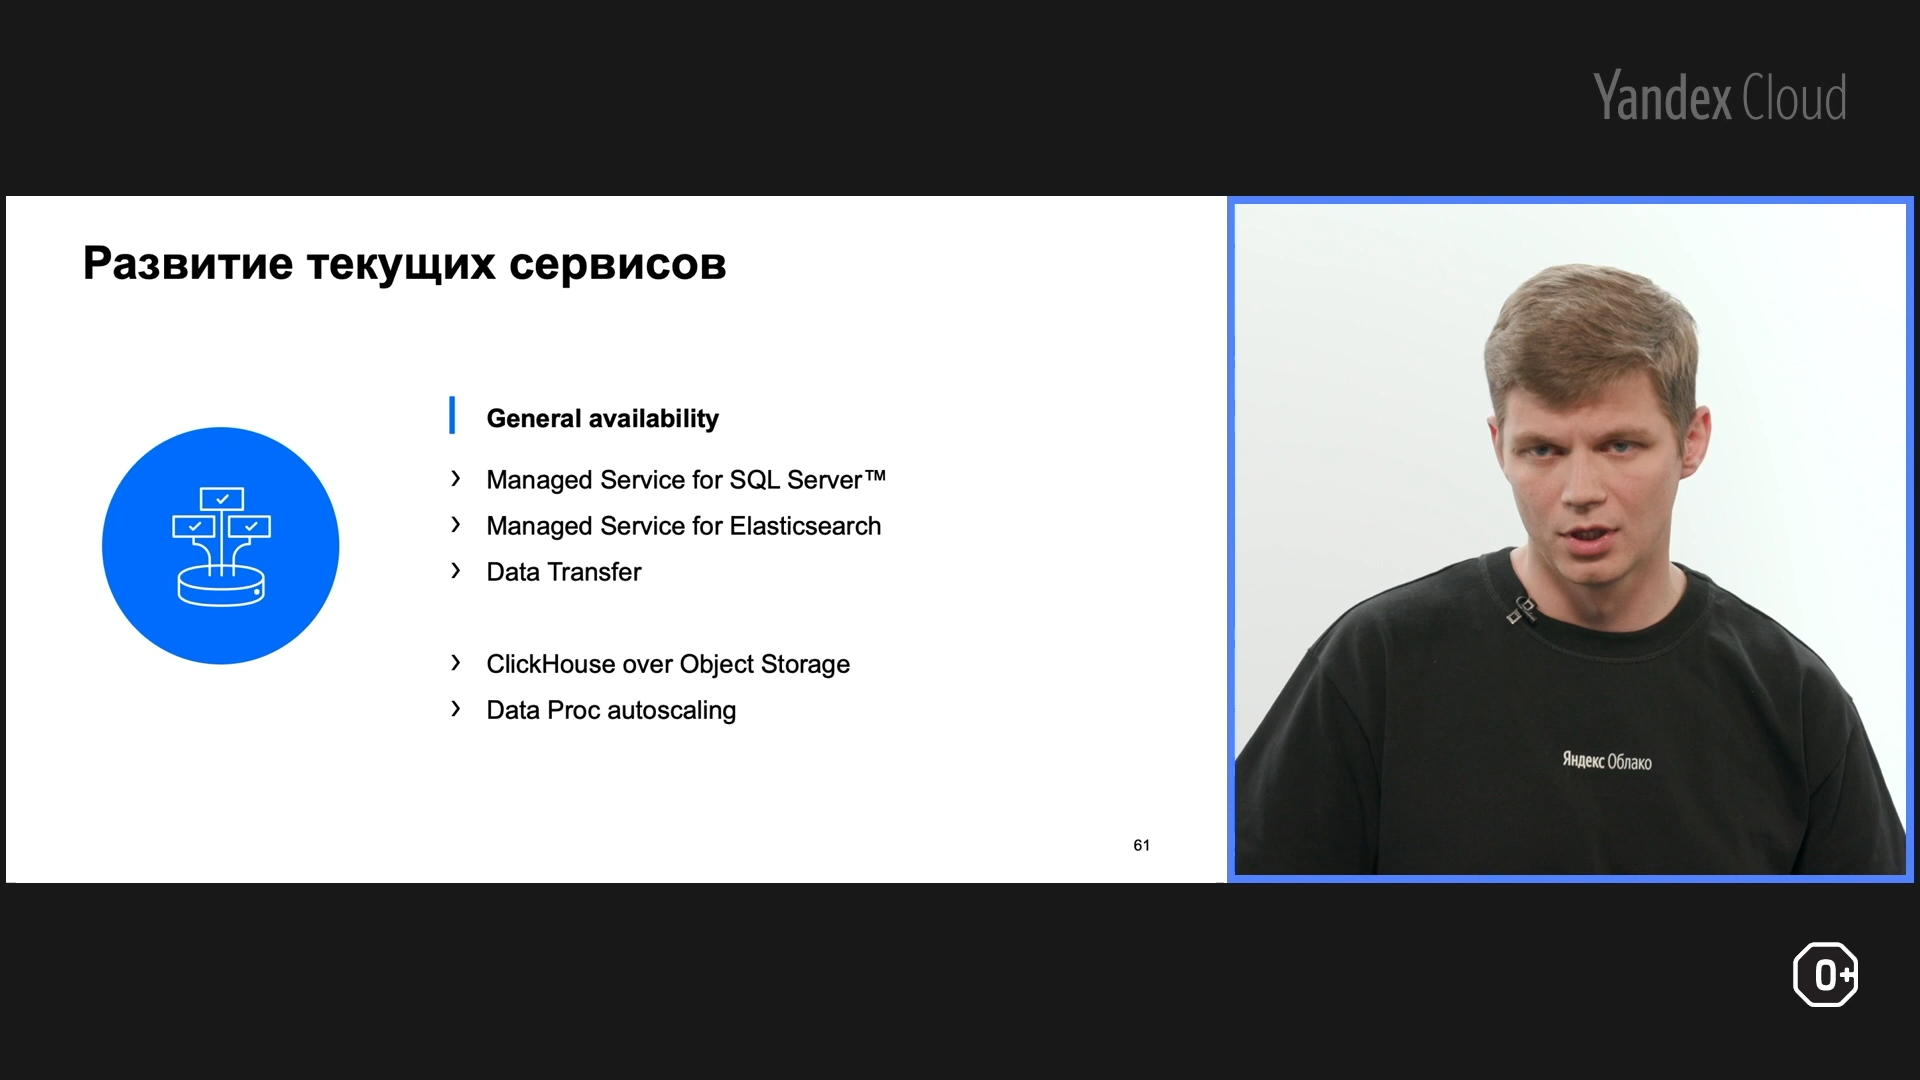 Yandex Cloud
Развитие текущих сервисов
General availability
Managed Service for SQL Server™
Managed Service for Elasticsearch
Data Transfer
ClickHouse over Object Storage
Data Proc autoscaling
61
Яндекс Облако
0+